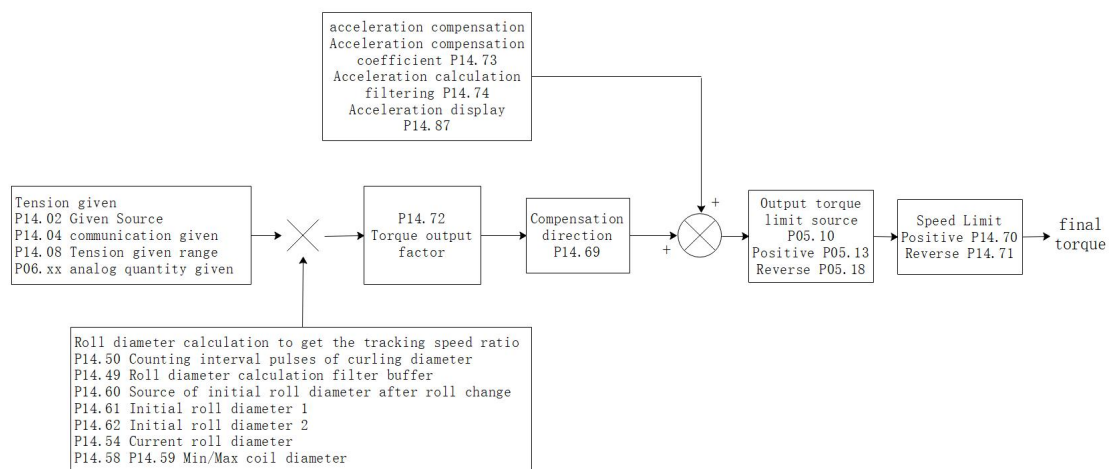 acceleration compensation
Acceleration compensation
coefficient P14.73
Acceleration calculation
filtering P14.74
Acceleration display
P14.87
Tension given
P14.02 Given Source
P14.04 communication given
P14.08 Tension given range
P06.xx analog quantity given
P14.72
Torque output
factor
Compensation
direction
P14.69
+
+
Output torque
limit source
P05.10
Positive P05.13
Reverse P05.18
Speed Limit
Positive P14.70
Reverse P14.71
final
torque
Roll diameter calculation to get the tracking speed ratio
P14.50 Counting interval pulses of curling diameter
P14.49 Roll diameter calculation filter buffer
P14.60 Source of initial roll diameter after roll change
P14.61 Initial roll diameter 1
P14.62 Initial roll diameter 2
P14.54 Current roll diameter
P14.58 P14.59 Min/Max coil diameter